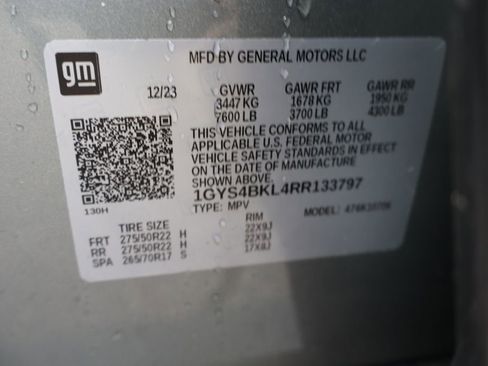 gm
MFD BY GENERAL MOTORS LLC
12/23 GVWR GAWR FRT GAWR RR
3447 KG 1678 KG 1950 KG
7600 LB 3700 LB 4300 LB
THIS VEHICLE CONFORMS TO ALL
APPLICABLE U.S. FEDERAL MOTOR
VEHICLE SAFETY STANDARDS IN EFFECT
ON THE DATE OF MANUFACTURE
SHOWN ABOVE.
1GYS4BKL4RR133797
130H
TYPE: MPV MODEL:
TIRE SIZE RIM
FRT 275/50R22 H 22X9J
RR 275/50R22 H 22X9J
SPA 265/70R17 S 17X8J